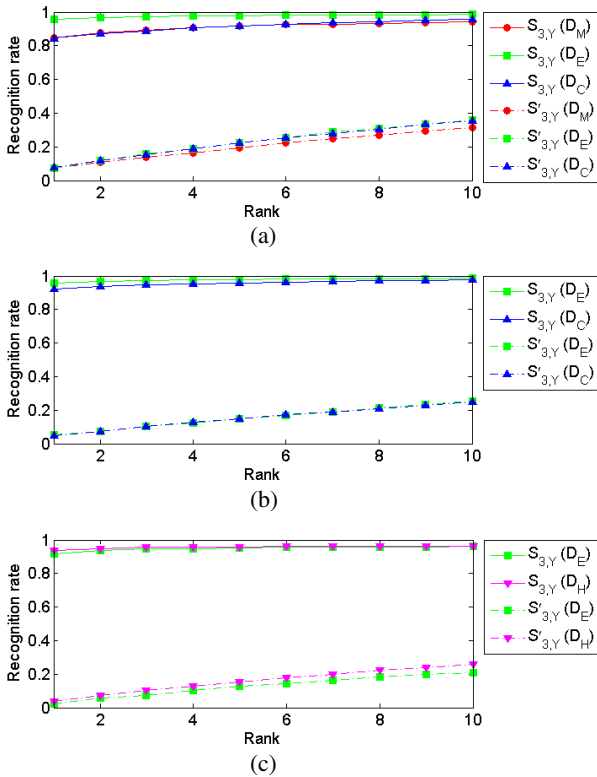 1
0.8
0.6
0.4
0.2
0
2
4
6
8
10
Recognition rate
Rank
S3,Y (DM)
S3,Y (DE)
S3,Y (DC)
S'3,Y (DM)
S'3,Y (DE)
S'3,Y (DC)
(a)
1
0.8
0.6
0.4
0.2
0
2
4
6
8
10
Recognition rate
Rank
S3,Y (DE)
S3,Y (DC)
S'3,Y (DE)
S'3,Y (DC)
(b)
1
0.8
0.6
0.4
0.2
0
2
4
6
8
10
Recognition rate
Rank
S3,Y (DE)
S3,Y (DH)
S'3,Y (DE)
S'3,Y (DH)
(c)